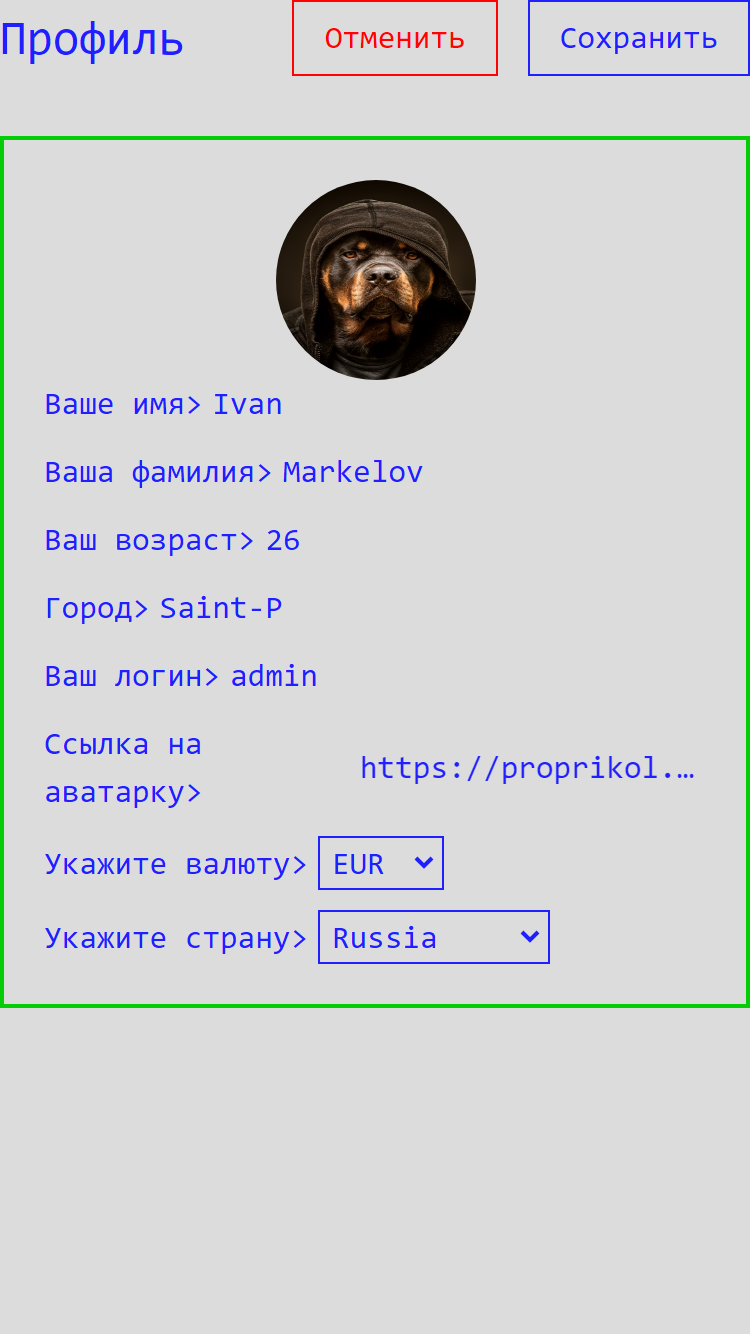 Профиль
Отменить
Сохранить
Ваше имя> Ivan
Ваша фамилия> Markelov
Ваш возраст> 26
Город> Saint-P
Ваш логин> admin
Ссылка на
аватарку>
https://proprikol.…
Укажите валюту> EUR
Укажите страну> Russia